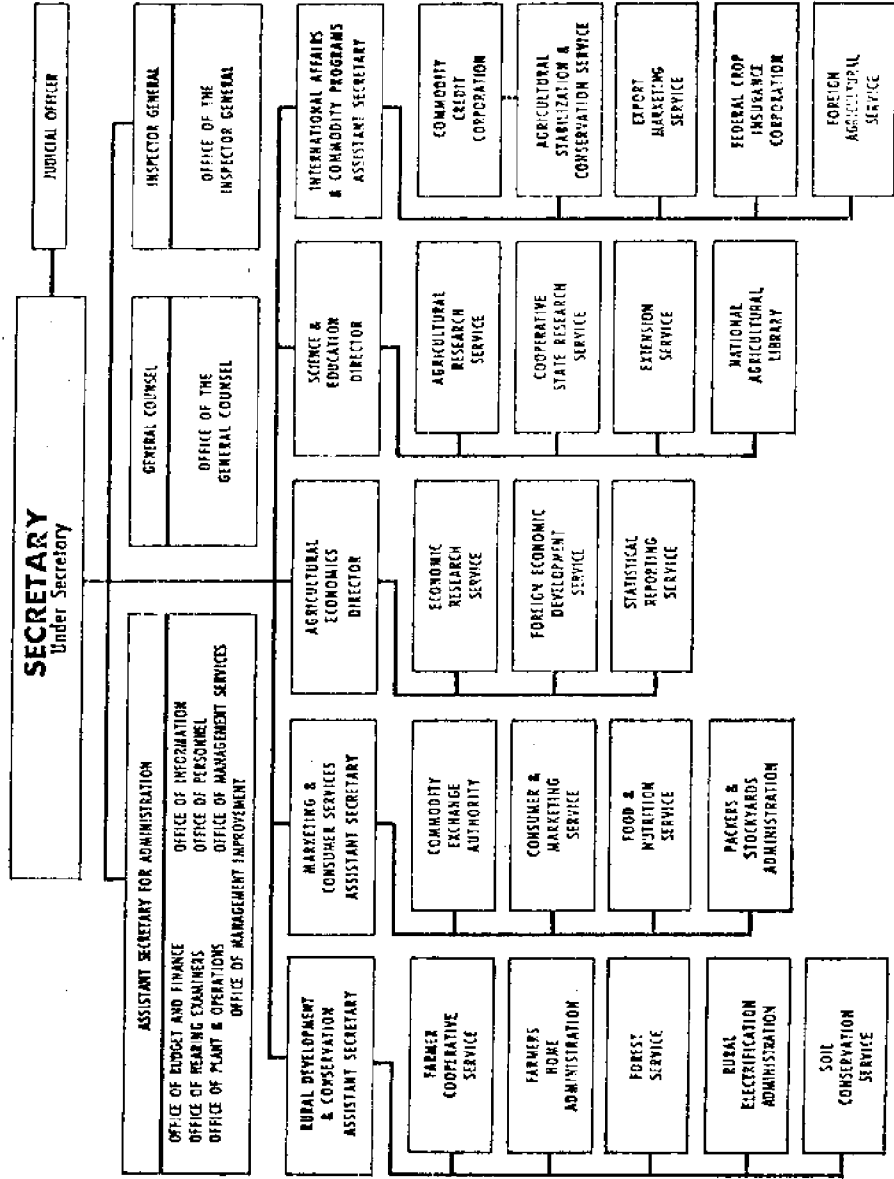 SECRETARY
Under Secretary
JUDICIAL OFFICER
ASSISTANT SECRETARY FOR ADMINISTRATION
OFFICE OF BUDGET AND FINANCE
OFFICE OF HEARING EXAMINERS
OFFICE OF PLANT & OPERATIONS
OFFICE OF INFORMATION
OFFICE OF PERSONNEL
OFFICE OF MANAGEMENT SERVICES
OFFICE OF MANAGEMENT IMPROVEMENT
GENERAL COUNSEL
OFFICE OF THE
GENERAL COUNSEL
INSPECTOR GENERAL
OFFICE OF THE
INSPECTOR GENERAL
RURAL DEVELOPMENT
& CONSERVATION
ASSISTANT SECRETARY
FARMER
COOPERATIVE
SERVICE
FARMERS
HOME
ADMINISTRATION
FOREST
SERVICE
RURAL
ELECTRIFICATION
ADMINISTRATION
SOIL
CONSERVATION
SERVICE
MARKETING &
CONSUMER SERVICES
ASSISTANT SECRETARY
COMMODITY
EXCHANGE
AUTHORITY
CONSUMER &
MARKETING
SERVICE
FOOD &
NUTRITION
SERVICE
PACKERS &
STOCKYARDS
ADMINISTRATION
AGRICULTURAL
ECONOMICS
DIRECTOR
ECONOMIC
RESEARCH
SERVICE
FOREIGN ECONOMIC
DEVELOPMENT
SERVICE
STATISTICAL
REPORTING
SERVICE
SCIENCE &
EDUCATION
DIRECTOR
AGRICULTURAL
RESEARCH
SERVICE
COOPERATIVE
STATE RESEARCH
SERVICE
EXTENSION
SERVICE
NATIONAL
AGRICULTURAL
LIBRARY
INTERNATIONAL AFFAIRS
& COMMODITY PROGRAMS
ASSISTANT SECRETARY
COMMODITY
CREDIT
CORPORATION
AGRICULTURAL
STABILIZATION &
CONSERVATION SERVICE
EXPORT
MARKETING
SERVICE
FEDERAL CROP
INSURANCE
CORPORATION
FOREIGN
AGRICULTURAL
SERVICE